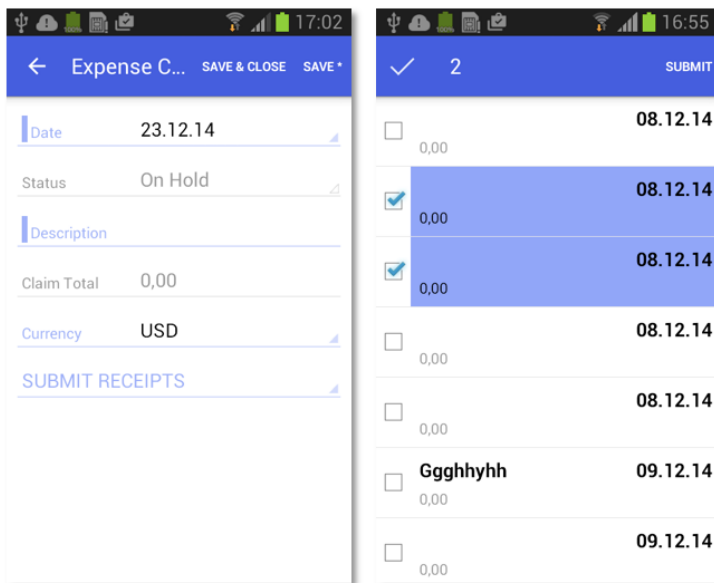 17:02
Expense C... SAVE & CLOSE SAVE *
Date 23.12.14
Status On Hold
Description
Claim Total 0,00
Currency USD
SUBMIT RECEIPTS
16:55
2 SUBMIT
08.12.14
0,00
08.12.14
0,00
08.12.14
0,00
08.12.14
0,00
08.12.14
0,00
Ggghhyhh 09.12.14
0,00
09.12.14
0,00